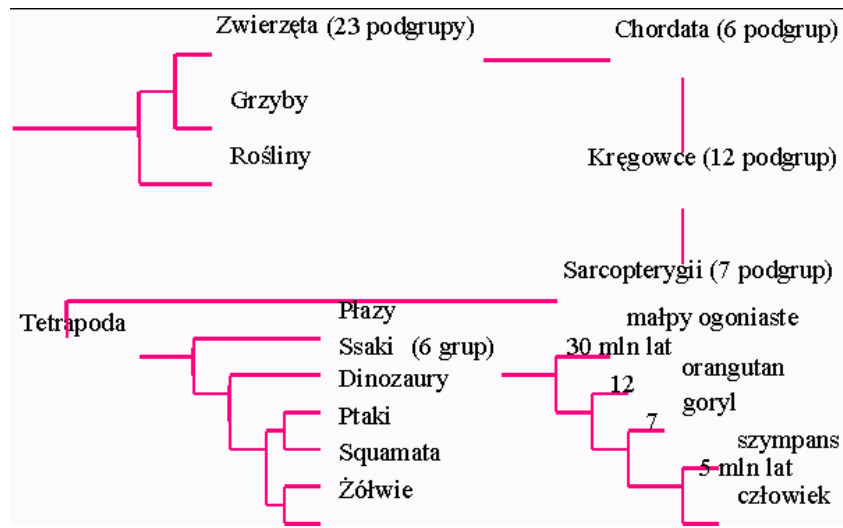 Zwierzęta (23 podgrupy)
Chordata (6 podgrup)
Grzyby
Rośliny
Kręgowce (12 podgrup)
Sarcopterygii (7 podgrup)
Tetrapoda
Płazy
małpy ogoniaste
Ssaki (6 grup)
30 mln lat
Dinozaury
orangutan
12
goryl
Ptaki
7
szympans
Squamata
5 mln lat
Żółwie
człowiek